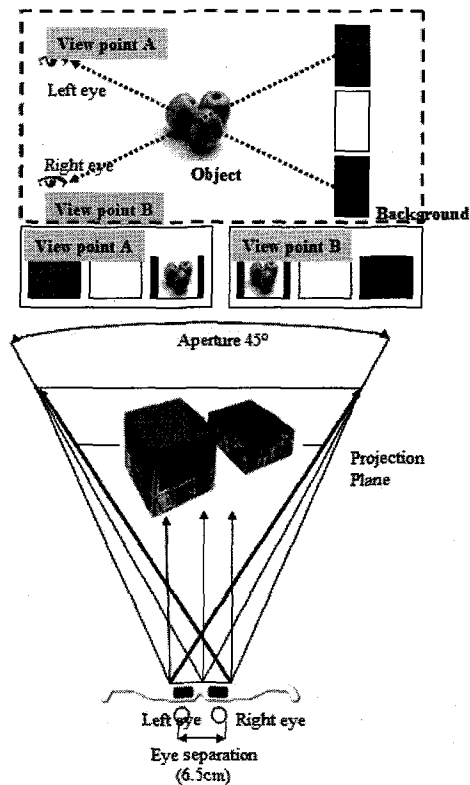 View point A
Left eye
Right eye
Object
View point B
Background
View point A
View point B
Aperture 45°
Projection
Plane
Left eye
Right eye
Eye separation
(6.5cm)